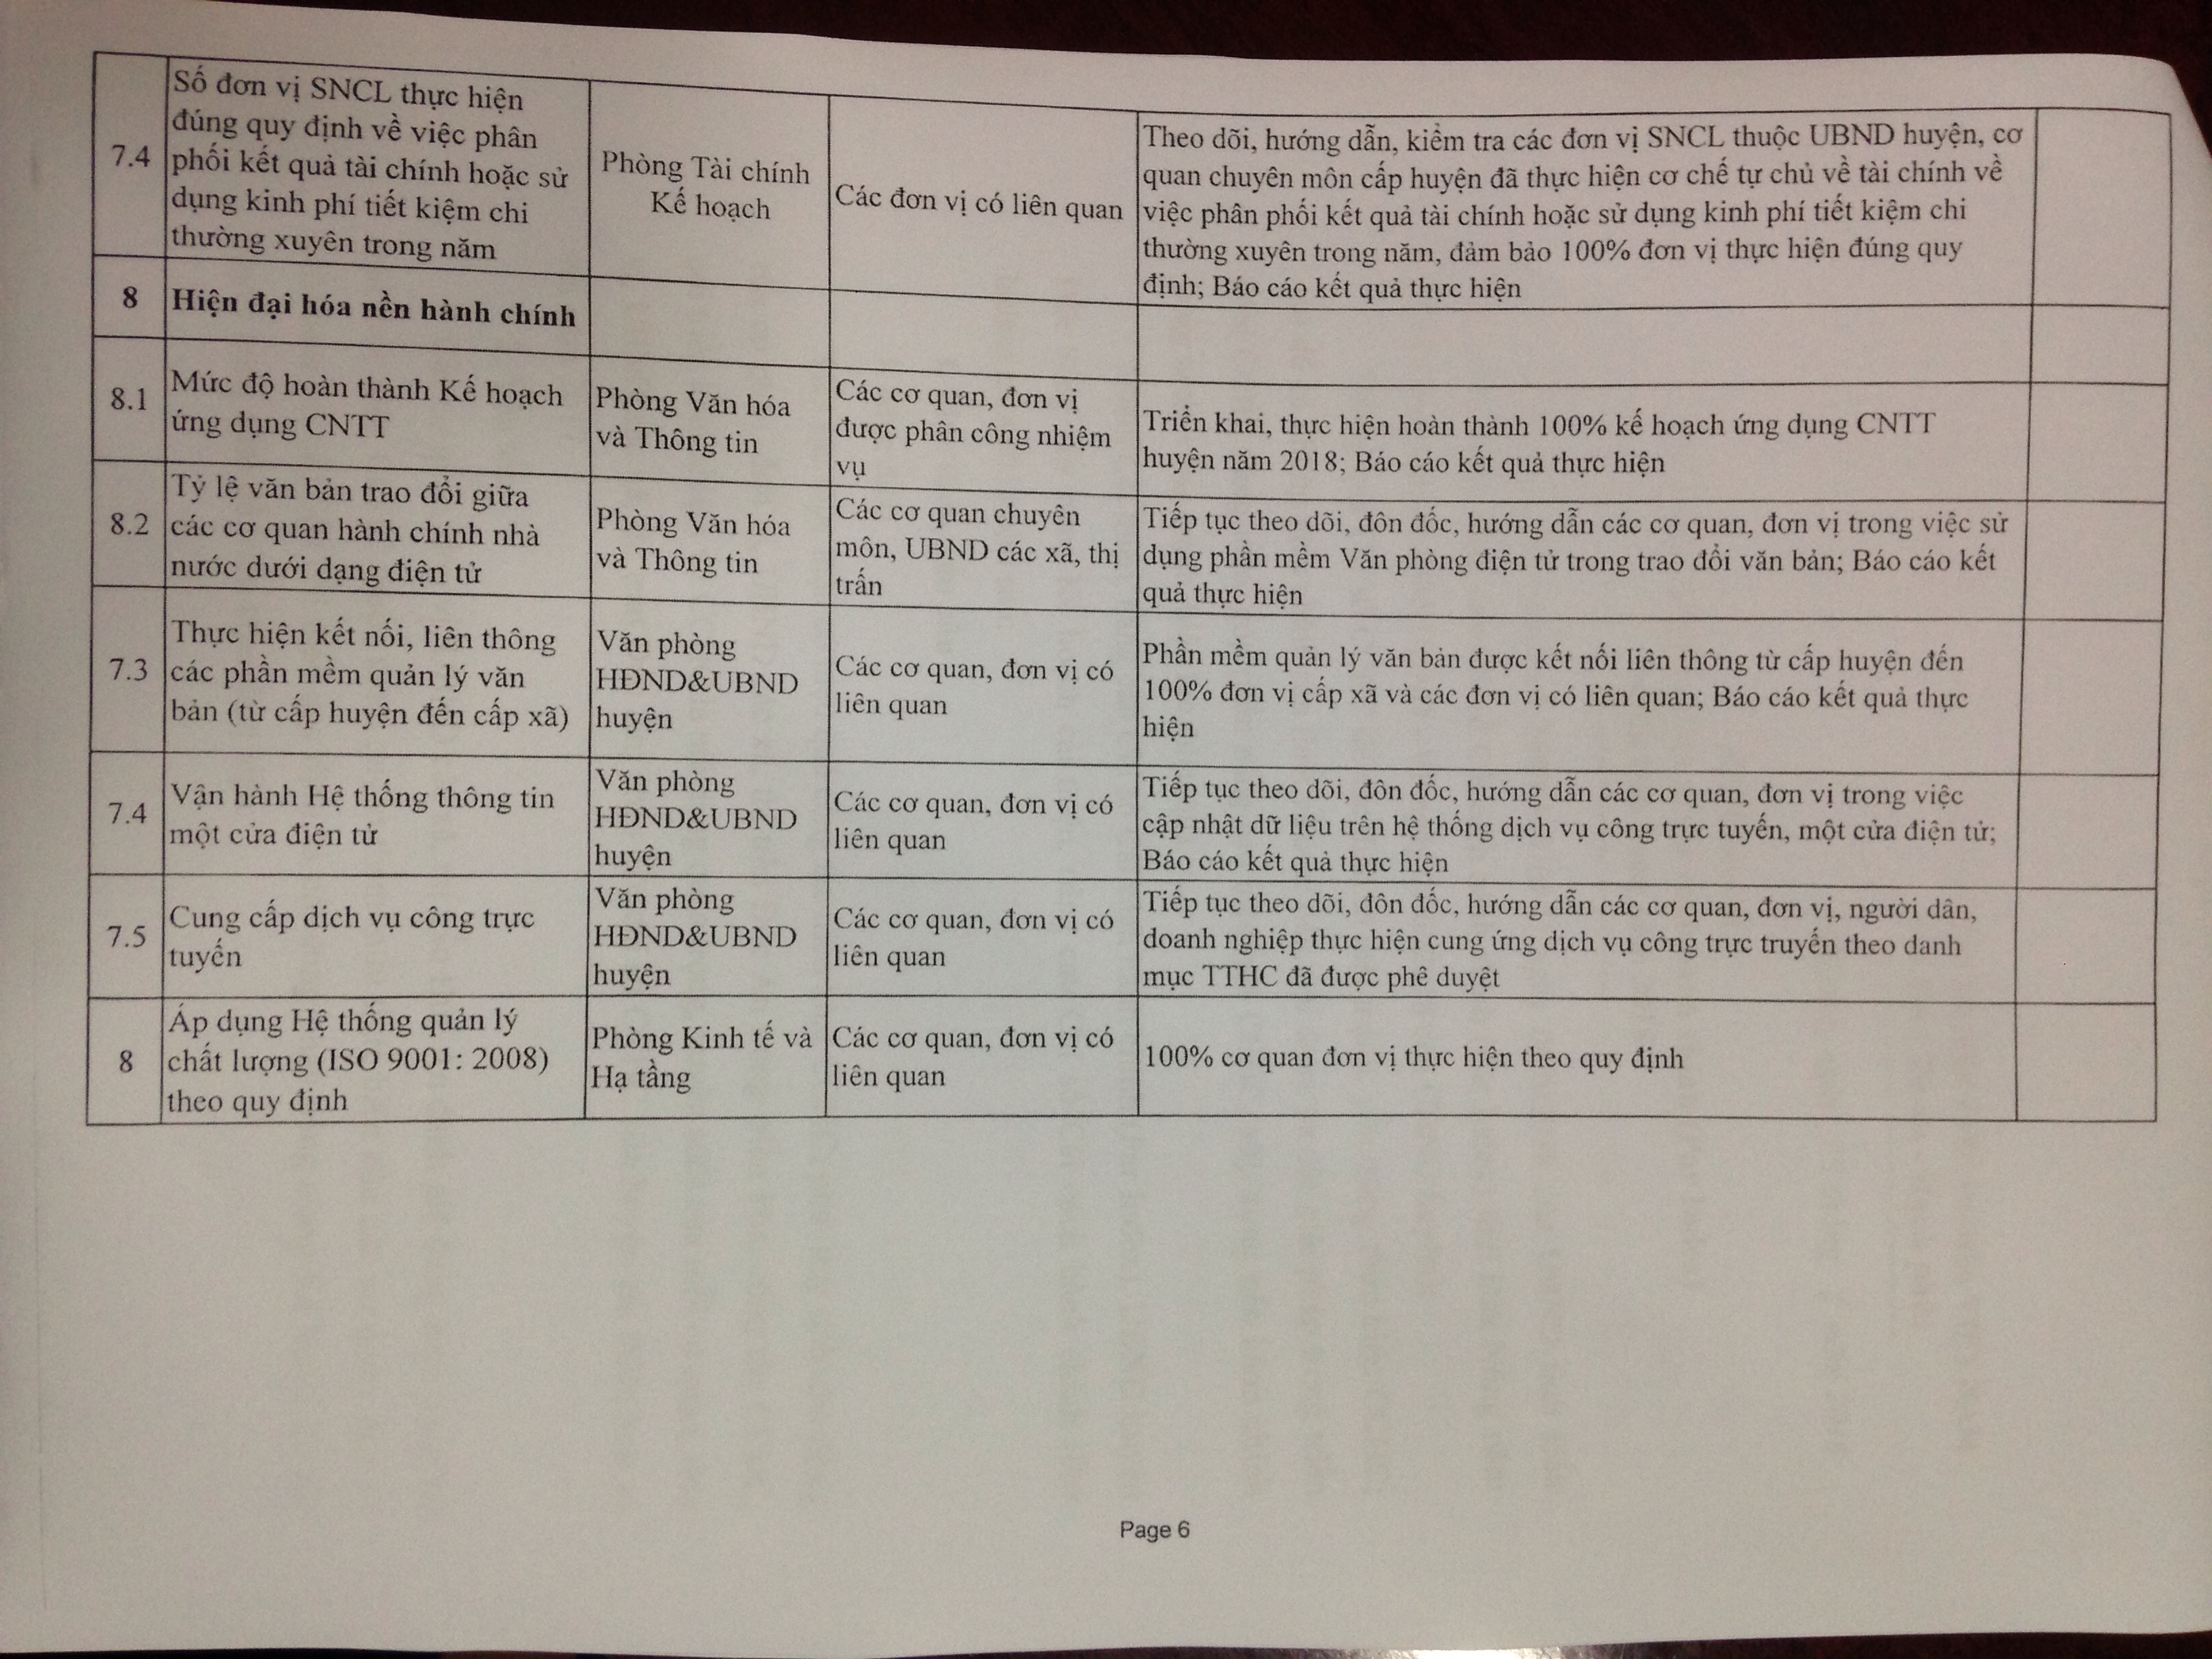 7.4
Số đơn vị SNCL thực hiện
đúng quy định về việc phân
phối kết quả tài chính hoặc sử
dụng kinh phí tiết kiệm chi
thường xuyên trong năm
Phòng Tài chính
Kế hoạch
Các đơn vị có liên quan
Theo dõi, hướng dẫn, kiểm tra các đơn vị SNCL thuộc UBND huyện, cơ
quan chuyên môn cấp huyện đã thực hiện cơ chế tự chủ về tài chính về
việc phân phối kết quả tài chính hoặc sử dụng kinh phí tiết kiệm chi
thường xuyên trong năm, đảm bảo 100% đơn vị thực hiện đúng quy
định; Báo cáo kết quả thực hiện
8
Hiện đại hóa nền hành chính
8.1
Mức độ hoàn thành Kế hoạch
ứng dụng CNTT
Phòng Văn hóa
và Thông tin
Các cơ quan, đơn vị
được phân công nhiệm
vụ
Triển khai, thực hiện hoàn thành 100% kế hoạch ứng dụng CNTT
huyện năm 2018; Báo cáo kết quả thực hiện
8.2
Tỷ lệ văn bản trao đổi giữa
các cơ quan hành chính nhà
nước dưới dạng điện tử
Phòng Văn hóa
và Thông tin
Các cơ quan chuyên
môn, UBND các xã, thị
trấn
Tiếp tục theo dõi, đôn đốc, hướng dẫn các cơ quan, đơn vị trong việc sử
dụng phần mềm Văn phòng điện tử trong trao đổi văn bản; Báo cáo kết
quả thực hiện
7.3
Thực hiện kết nối, liên thông
các phần mềm quản lý văn
bản (từ cấp huyện đến cấp xã)
Văn phòng
HĐND&UBND
huyện
Các cơ quan, đơn vị có
liên quan
Phần mềm quản lý văn bản được kết nối liên thông từ cấp huyện đến
100% đơn vị cấp xã và các đơn vị có liên quan; Báo cáo kết quả thực
hiện
7.4
Vận hành Hệ thống thông tin
một cửa điện tử
Văn phòng
HĐND&UBND
huyện
Các cơ quan, đơn vị có
liên quan
Tiếp tục theo dõi, đôn đốc, hướng dẫn các cơ quan, đơn vị trong việc
cập nhật dữ liệu trên hệ thống dịch vụ công trực tuyến, một cửa điện tử;
Báo cáo kết quả thực hiện
7.5
Cung cấp dịch vụ công trực
tuyến
Văn phòng
HĐND&UBND
huyện
Các cơ quan, đơn vị có
liên quan
Tiếp tục theo dõi, đôn đốc, hướng dẫn các cơ quan, đơn vị, người dân,
doanh nghiệp thực hiện cung ứng dịch vụ công trực truyến theo danh
mục TTHC đã được phê duyệt
8
Áp dụng Hệ thống quản lý
chất lượng (ISO 9001: 2008)
theo quy định
Phòng Kinh tế và
Hạ tầng
Các cơ quan, đơn vị có
liên quan
100% cơ quan đơn vị thực hiện theo quy định
Page 6